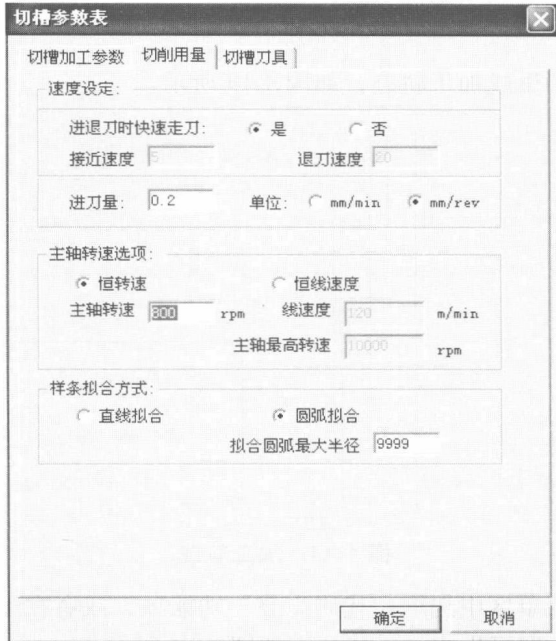 切槽参数表
切槽加工参数 切削用量 切槽刀具
速度设定:
进退刀时快速走刀: 是 否
接近速度 5 退刀速度 20
进刀量: 0.2 单位: mm/min mm/rev
主轴转速选项:
恒转速 恒线速度
主轴转速 800 rpm 线速度 120 m/min
主轴最高转速 10000 rpm
样条拟合方式:
直线拟合 圆弧拟合
拟合圆弧最大半径 9999
确定 取消